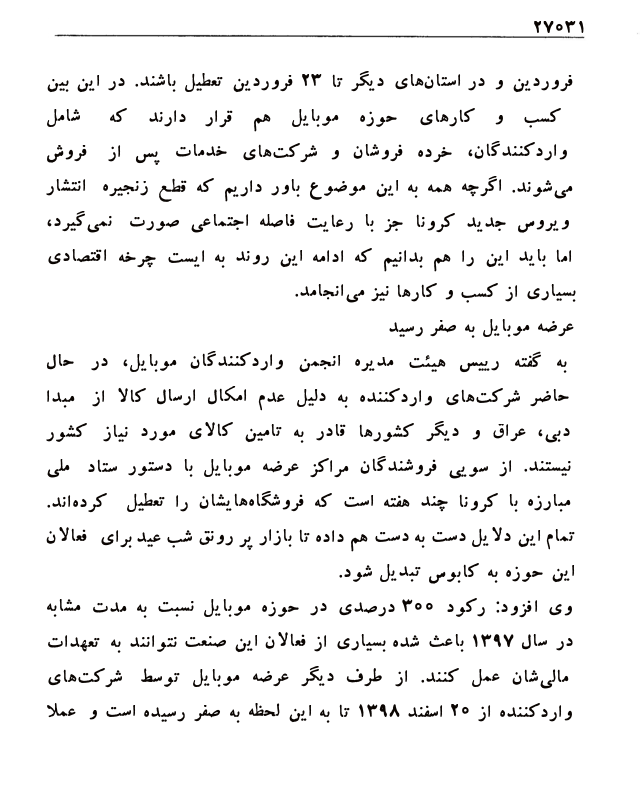 ۲۷۰۳۱
فروردین و در استان‌های دیگر تا ۲۳ فروردین تعطیل باشند. در این بین
کسب و کارهای حوزه موبایل هم قرار دارند که شامل
واردکنندگان، خرده فروشان و شرکت‌های خدمات پس از فروش
می‌شوند. اگرچه همه به این موضوع باور داریم که قطع زنجیره انتشار
ویروس جدید کرونا جز با رعایت فاصله اجتماعی صورت نمی‌گیرد،
اما باید این را هم بدانیم که ادامه این روند به ایست چرخه اقتصادی
بسیاری از کسب و کارها نیز می‌انجامد.
عرضه موبایل به صفر رسید
به گفته رییس هیئت مدیره انجمن واردکنندگان موبایل، در حال
حاضر شرکت‌های واردکننده به دلیل عدم امکال ارسال کالا از مبدا
دبی، عراق و دیگر کشورها قادر به تامین کالای مورد نیاز کشور
نیستند. از سویی فروشندگان مراکز عرضه موبایل با دستور ستاد ملی
مبارزه با کرونا چند هفته است که فروشگاه‌هایشان را تعطیل کرده‌اند.
تمام این دلایل دست به دست هم داده تا بازار پر رونق شب عید برای فعالان
این حوزه به کابوس تبدیل شود.
وی افزود: رکود ۳۰۰ درصدی در حوزه موبایل نسبت به مدت مشابه
در سال ۱۳۹۷ باعث شده بسیاری از فعالان این صنعت نتوانند به تعهدات
مالی‌شان عمل کنند. از طرف دیگر عرضه موبایل توسط شرکت‌های
واردکننده از ۲۰ اسفند ۱۳۹۸ تا به این لحظه به صفر رسیده است و عملا